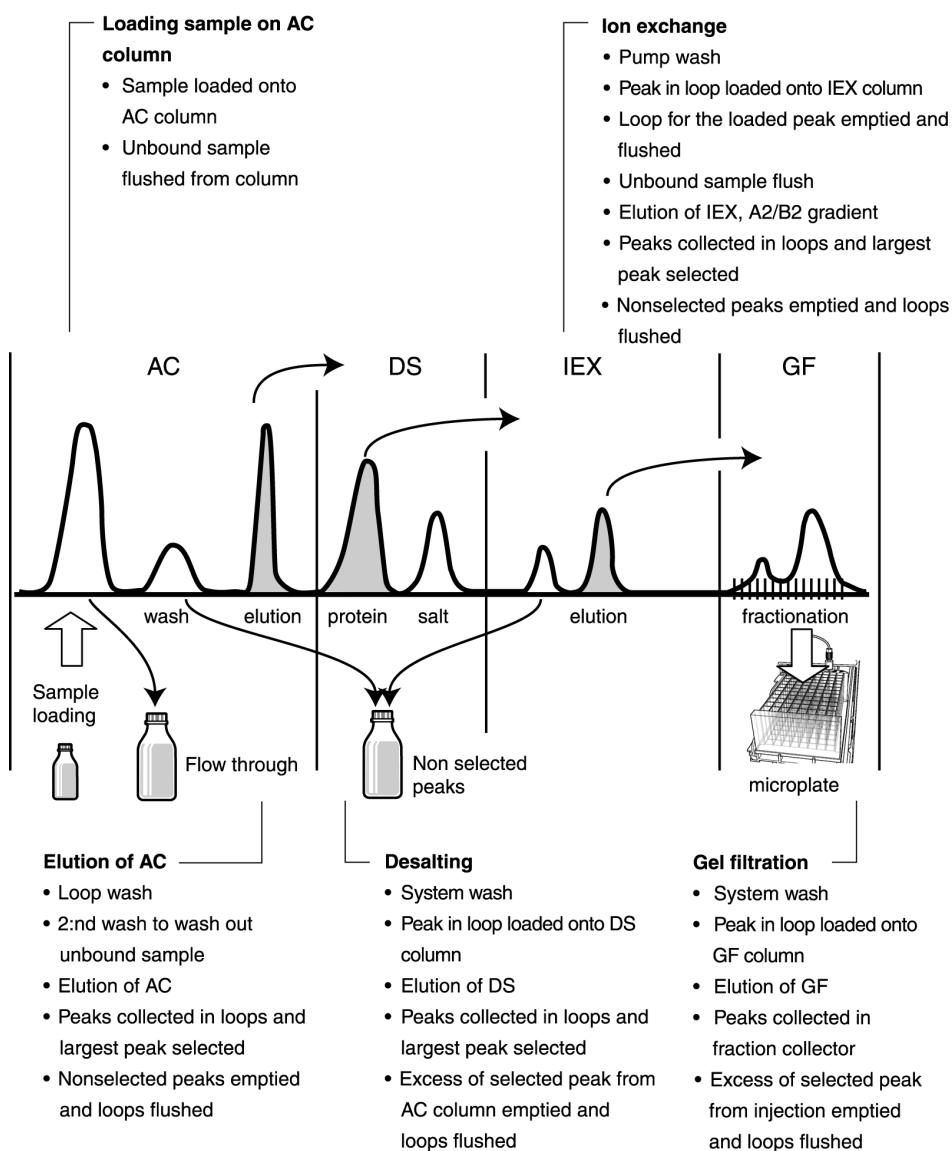 Loading sample on AC
column
• Sample loaded onto
AC column
• Unbound sample
flushed from column
Ion exchange
• Pump wash
• Peak in loop loaded onto IEX column
• Loop for the loaded peak emptied and
flushed
• Unbound sample flush
• Elution of IEX, A2/B2 gradient
• Peaks collected in loops and largest
peak selected
• Nonselected peaks emptied and loops
flushed
AC
DS
IEX
GF
wash
elution
protein
salt
elution
fractionation
Sample
loading
Flow through
Non selected
peaks
microplate
Elution of AC
• Loop wash
• 2:nd wash to wash out
unbound sample
• Elution of AC
• Peaks collected in loops and
largest peak selected
• Nonselected peaks emptied
and loops flushed
Desalting
• System wash
• Peak in loop loaded onto DS
column
• Elution of DS
• Peaks collected in loops and
largest peak selected
• Excess of selected peak from
AC column emptied and
loops flushed
Gel filtration
• System wash
• Peak in loop loaded onto
GF column
• Elution of GF
• Peaks collected in
fraction collector
• Excess of selected peak
from injection emptied
and loops flushed